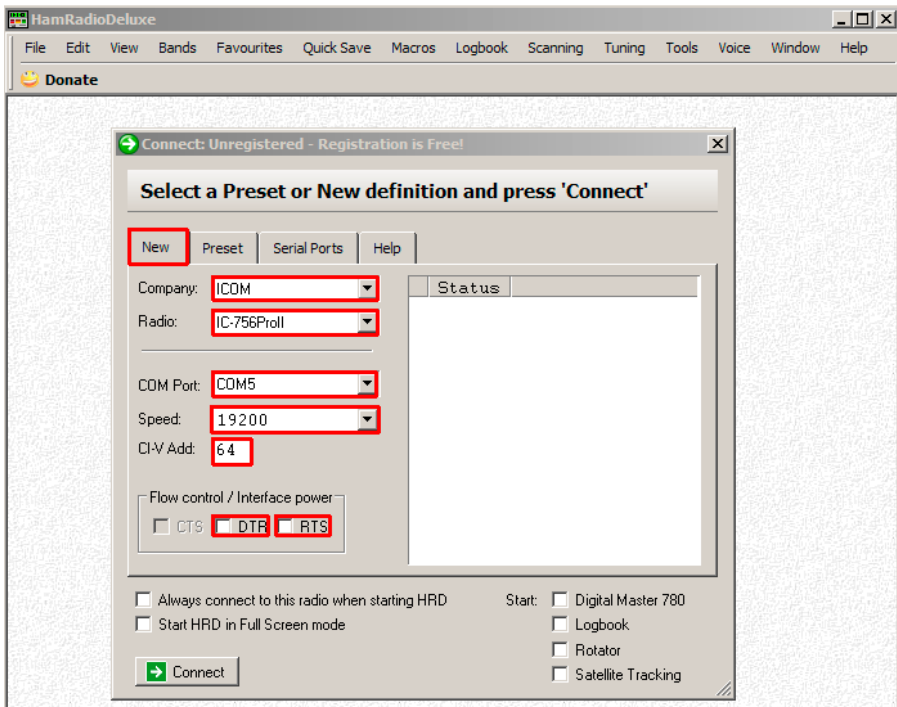 HamRadioDeluxe
File Edit View Bands Favourites Quick Save Macros Logbook Scanning Tuning Tools Voice Window Help
Donate
Connect: Unregistered - Registration is Free!
Select a Preset or New definition and press 'Connect'
New Preset Serial Ports Help
Company: ICOM
Status
Radio: IC-756ProII
COM Port: COM5
Speed: 19200
CI-V Add: 64
Flow control / Interface power
CTS DTR RTS
Always connect to this radio when starting HRD
Start: Digital Master 780
Start HRD in Full Screen mode
Logbook
Rotator
Connect
Satellite Tracking